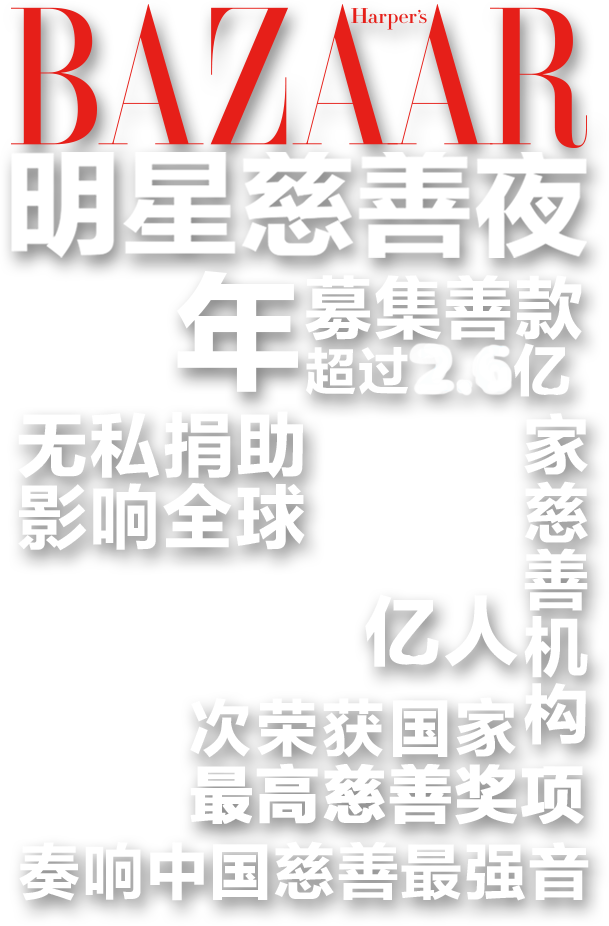 Harper's
BAZAAR
明星慈善夜
年
募集善款
超过2.6亿
无私捐助
影响全球
家慈善机构
亿人
次荣获国家
最高慈善奖项
奏响中国慈善最强音